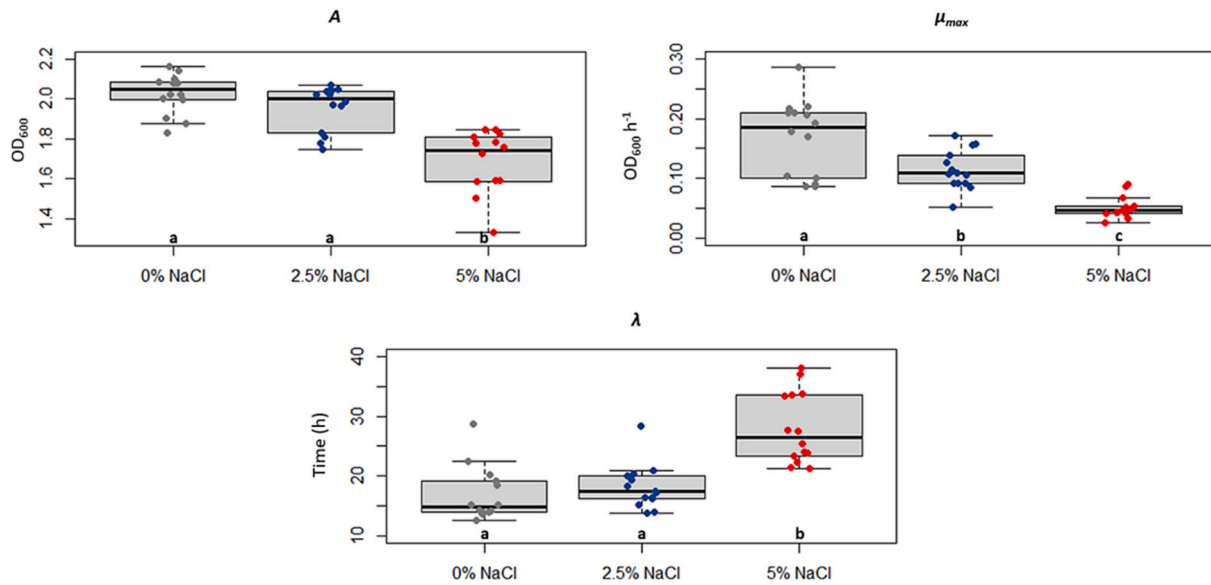 A
OD600
2.2
2.0
1.8
1.6
1.4
a a b
0% NaCl 2.5% NaCl 5% NaCl
μmax
OD600 h-1
0.30
0.20
0.10
0.00
a b c
0% NaCl 2.5% NaCl 5% NaCl
λ
Time (h)
40
30
20
10
a a b
0% NaCl 2.5% NaCl 5% NaCl